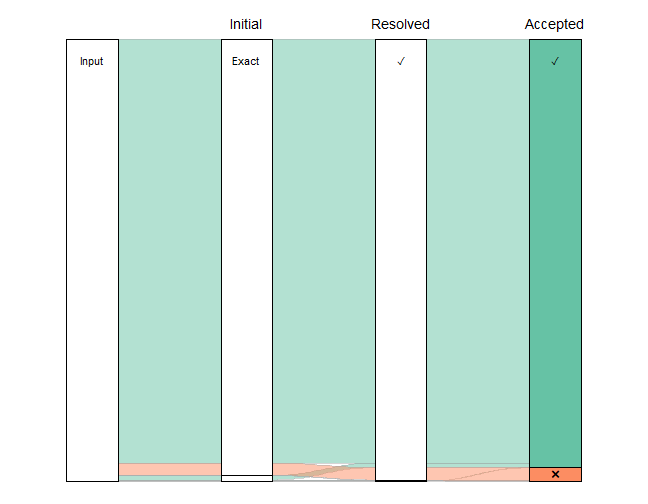 Initial Resolved Accepted
Input Exact ✓ ✓
✕